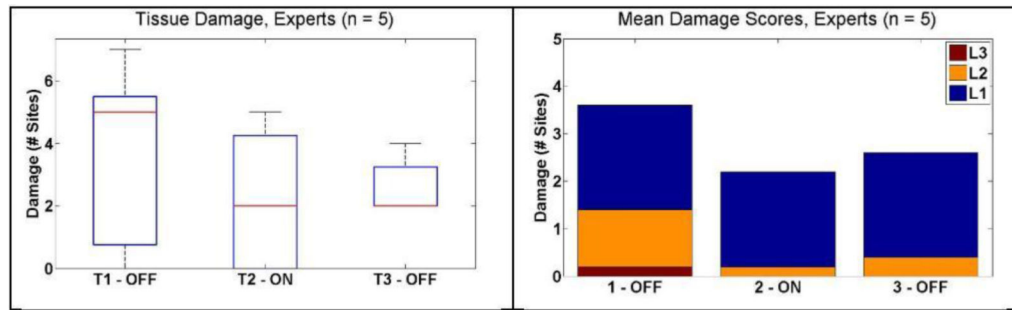 Tissue Damage, Experts (n = 5)
Damage (# Sites)
6
4
2
0
T1 - OFF
T2 - ON
T3 - OFF
Mean Damage Scores, Experts (n = 5)
Damage (# Sites)
5
4
3
2
1
0
1 - OFF
2 - ON
3 - OFF
L3
L2
L1